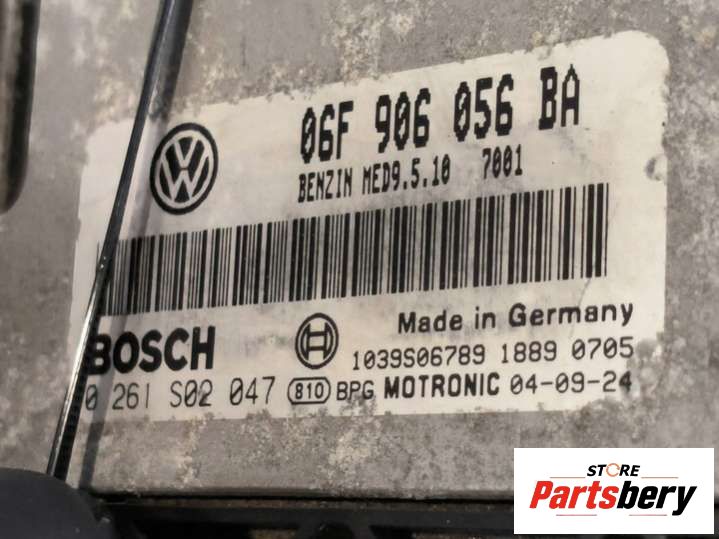 06F 906 056 BA
BENZIN MED9.5.10 7001
Made in Germany
BOSCH
1039S06789 1889 0705
0 261 S02 047 810 BPG MOTRONIC 04-09-24
STORE
Partsbery